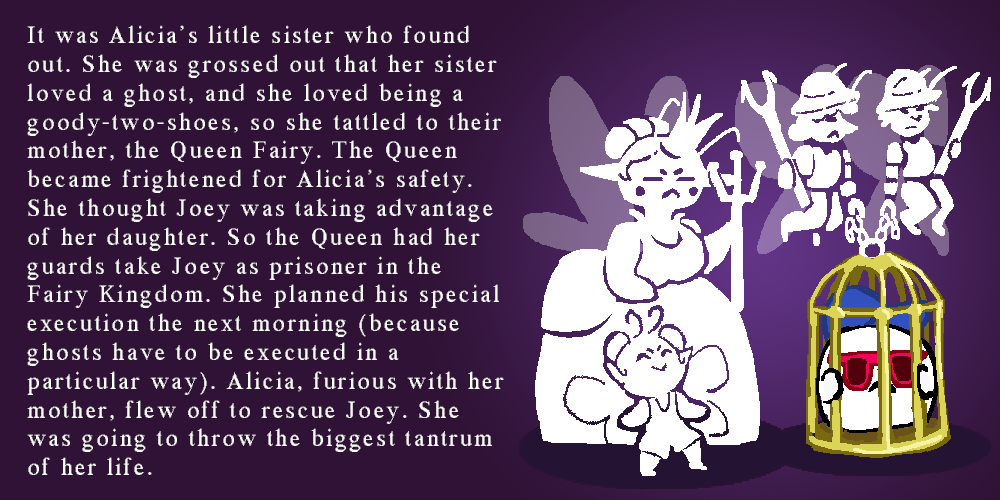 It was Alicia's little sister who found
out. She was grossed out that her sister
loved a ghost, and she loved being a
goody-two-shoes, so she tattled to their
mother, the Queen Fairy. The Queen
became frightened for Alicia's safety.
She thought Joey was taking advantage
of her daughter. So the Queen had her
guards take Joey as prisoner in the
Fairy Kingdom. She planned his special
execution the next morning (because
ghosts have to be executed in a
particular way). Alicia, furious with her
mother, flew off to rescue Joey. She
was going to throw the biggest tantrum
of her life.